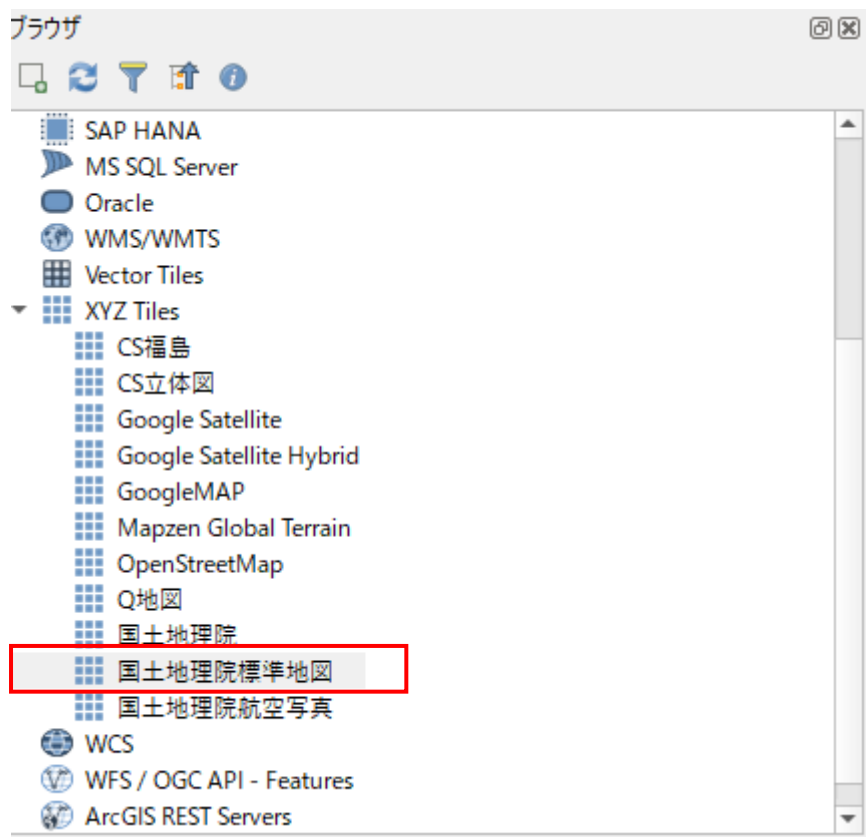 ブラウザ
SAP HANA
MS SQL Server
Oracle
WMS/WMTS
Vector Tiles
XYZ Tiles
CS福島
CS立体図
Google Satellite
Google Satellite Hybrid
GoogleMAP
Mapzen Global Terrain
OpenStreetMap
Q地図
国土地理院
国土地理院標準地図
国土地理院航空写真
WCS
WFS / OGC API - Features
ArcGIS REST Servers